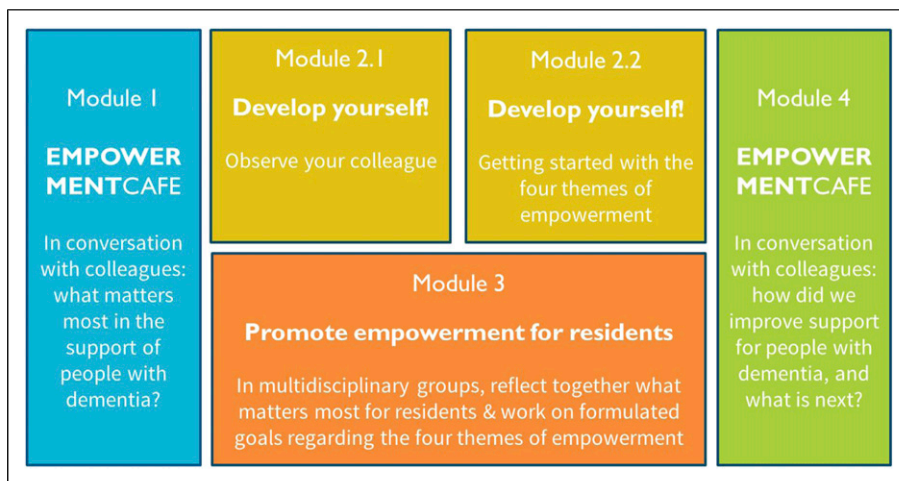 Module 1
EMPOWER
MENTCAFE
In conversation
with colleagues:
what matters
most in the
support of
people with
dementia?
Module 2.1
Develop yourself!
Observe your colleague
Module 2.2
Develop yourself!
Getting started with the
four themes of
empowerment
Module 3
Promote empowerment for residents
In multidisciplinary groups, reflect together what
matters most for residents & work on formulated
goals regarding the four themes of empowerment
Module 4
EMPOWER
MENTCAFE
In conversation
with colleagues:
how did we
improve support
for people with
dementia, and
what is next?